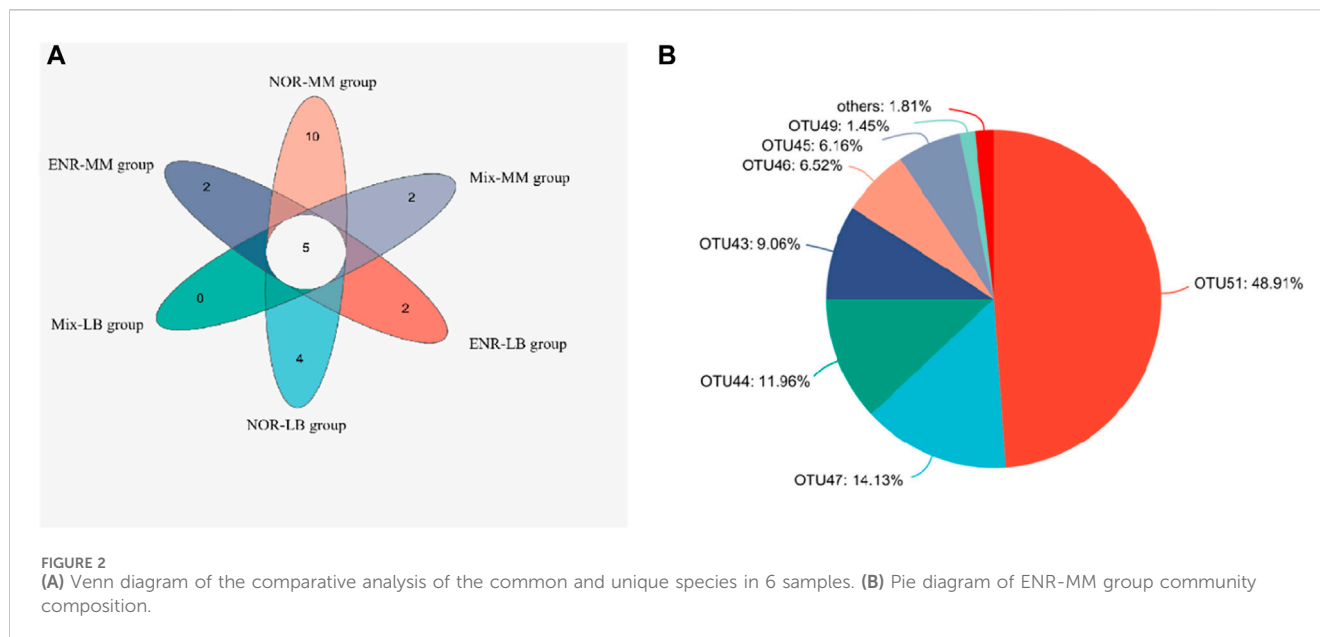 A
NOR-MM group
10
ENR-MM group
2
Mix-MM group
2
5
Mix-LB group
0
2
ENR-LB group
4
NOR-LB group
B
others: 1.81%
OTU49: 1.45%
OTU45: 6.16%
OTU46: 6.52%
OTU43: 9.06%
OTU51: 48.91%
OTU44: 11.96%
OTU47: 14.13%
FIGURE 2
(A) Venn diagram of the comparative analysis of the common and unique species in 6 samples. (B) Pie diagram of ENR-MM group community
composition.